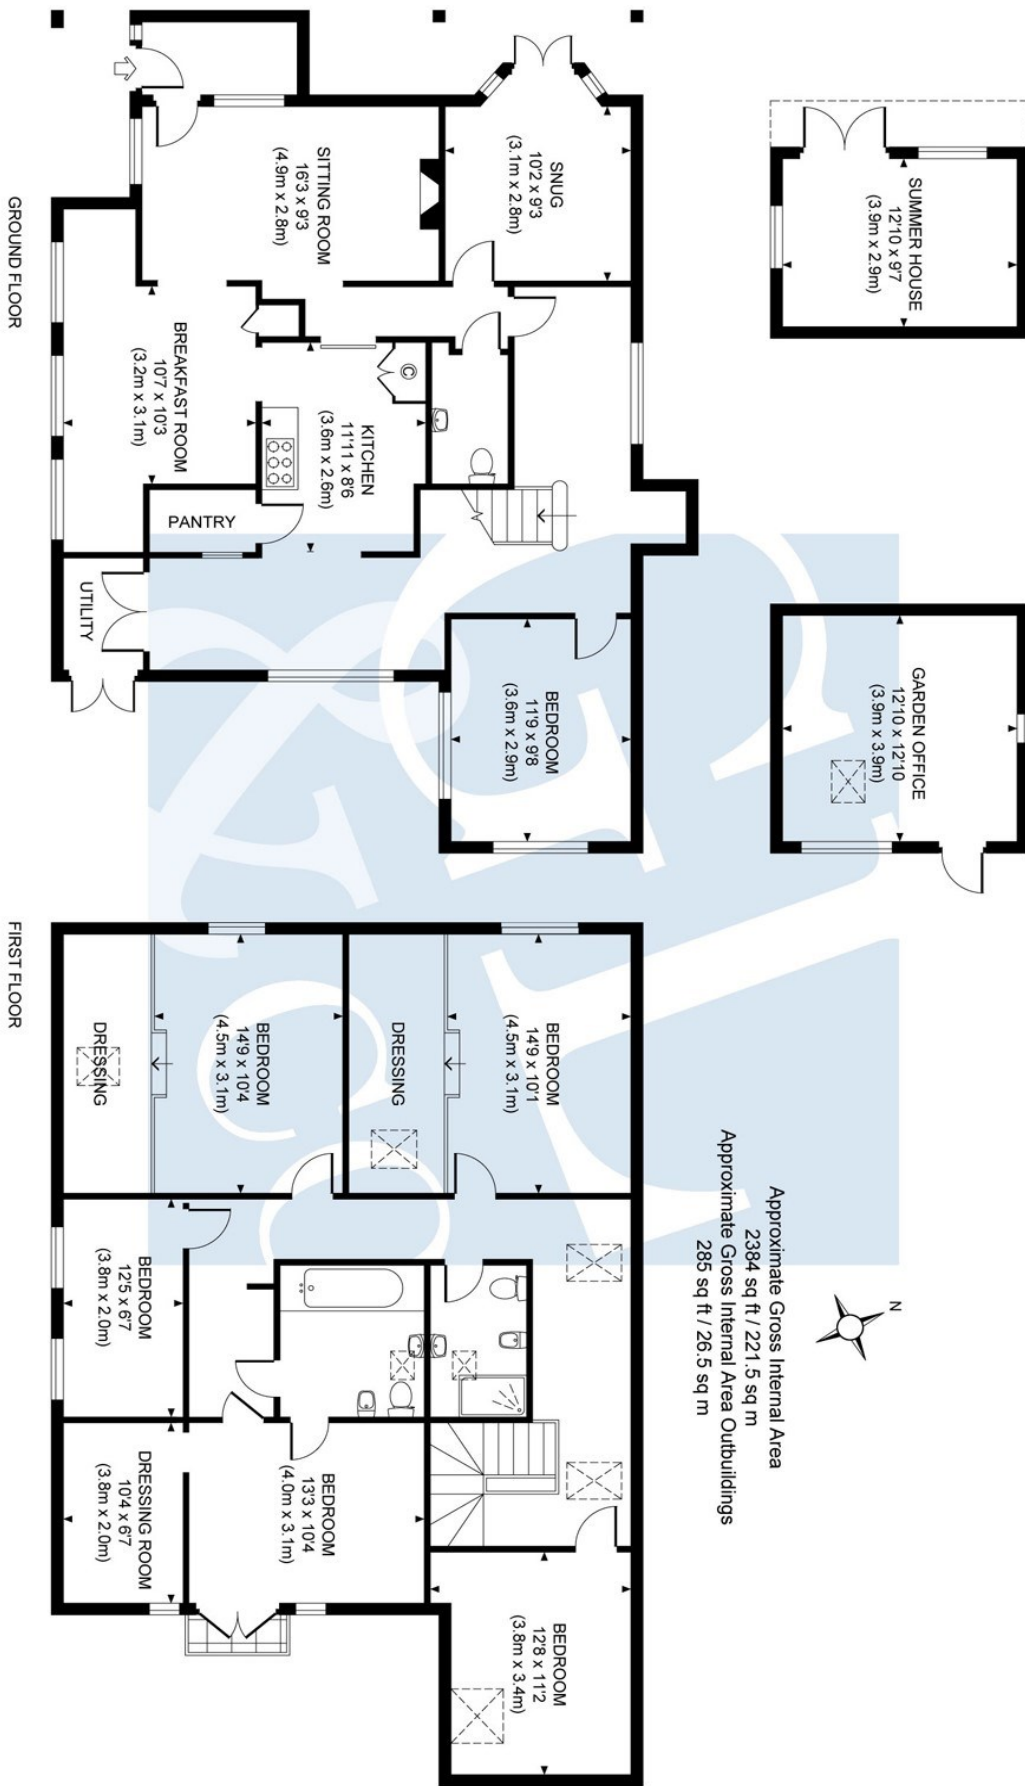 Approximate Gross Internal Area
2384 sq ft / 221.5 sq m
Approximate Gross Internal Area Outbuildings
285 sq ft / 26.5 sq m
N
SUMMER HOUSE
12'10 x 9'7
(3.9m x 2.9m)
GARDEN OFFICE
12'10 x 12'10
(3.9m x 3.9m)
SNUG
10'2 x 9'3
(3.1m x 2.8m)
SITTING ROOM
16'3 x 9'3
(4.9m x 2.8m)
C
KITCHEN
11'11 x 8'6
(3.6m x 2.6m)
BREAKFAST ROOM
10'7 x 10'3
(3.2m x 3.1m)
PANTRY
UTILITY
BEDROOM
11'9 x 9'8
(3.6m x 2.9m)
GROUND FLOOR
BEDROOM
14'9 x 10'1
(4.5m x 3.1m)
DRESSING
BEDROOM
14'9 x 10'4
(4.5m x 3.1m)
DRESSING
BEDROOM
12'5 x 6'7
(3.8m x 2.0m)
BEDROOM
13'3 x 10'4
(4.0m x 3.1m)
DRESSING ROOM
10'4 x 6'7
(3.8m x 2.0m)
BEDROOM
12'8 x 11'2
(3.8m x 3.4m)
FIRST FLOOR